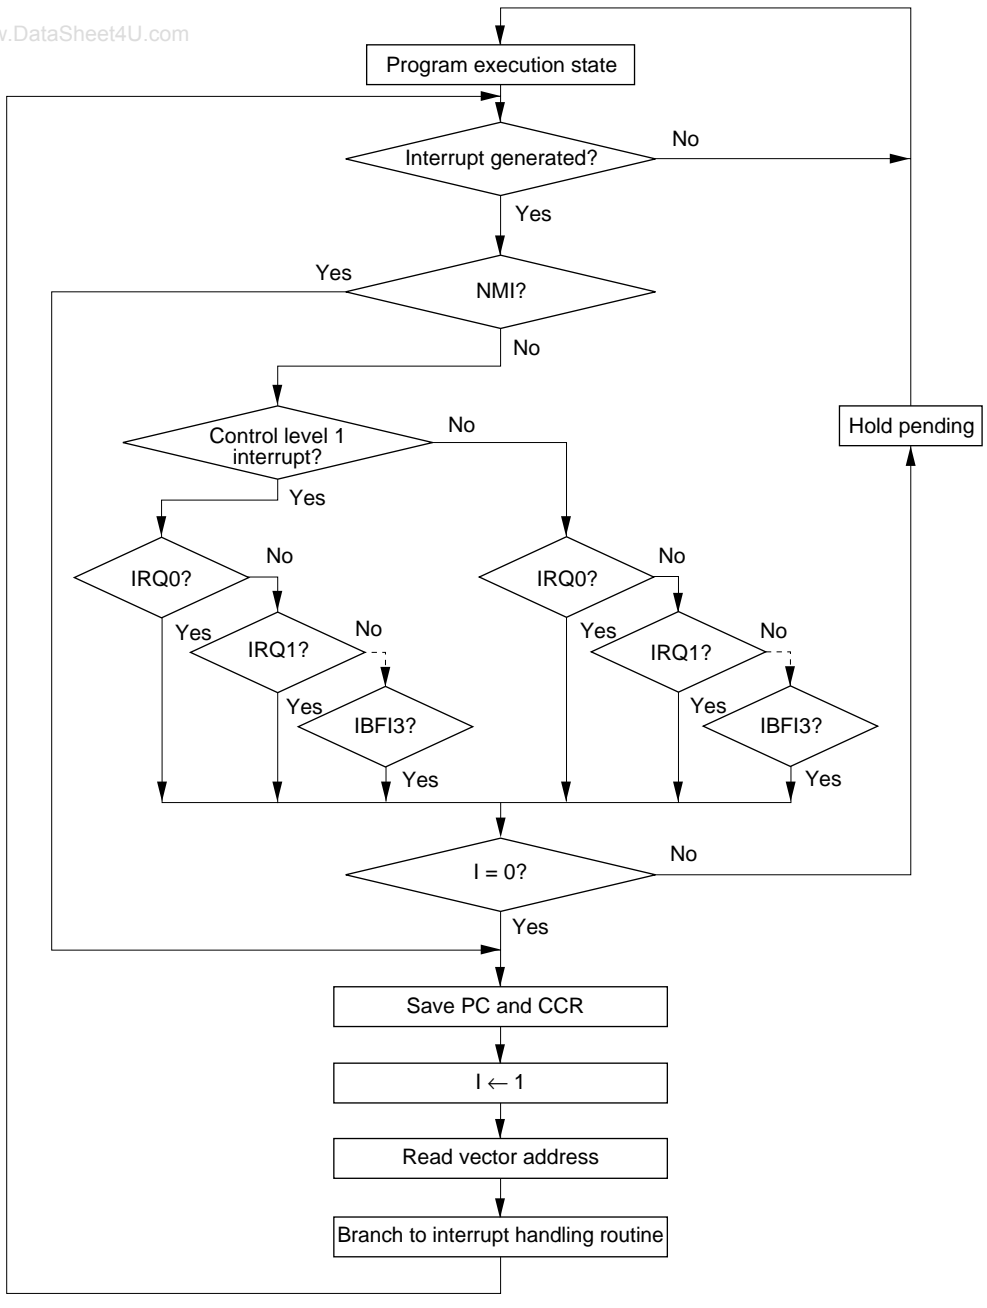 w.DataSheet4U.com
Program execution state
Interrupt generated?
No
Yes
NMI?
Yes
No
Hold pending
Control level 1
interrupt?
No
Yes
IRQ0?
No
Yes
IRQ1?
No
Yes
IBFI3?
Yes
IRQ0?
No
Yes
IRQ1?
No
Yes
IBFI3?
Yes
I = 0?
No
Yes
Save PC and CCR
I ← 1
Read vector address
Branch to interrupt handling routine